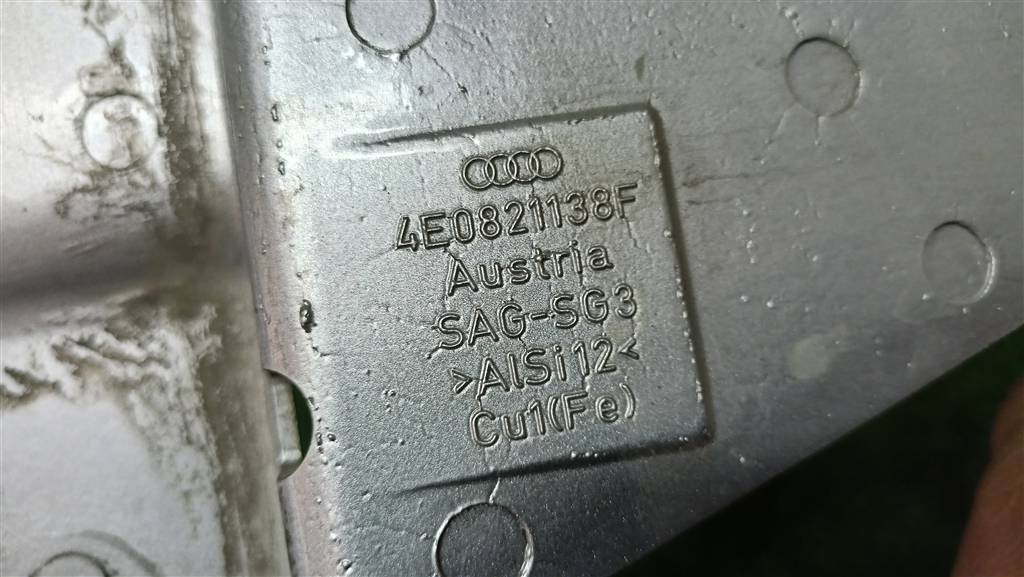 4E0821138F
Austria
SAG-SG3
>AlSi12<
Cu1(Fe)